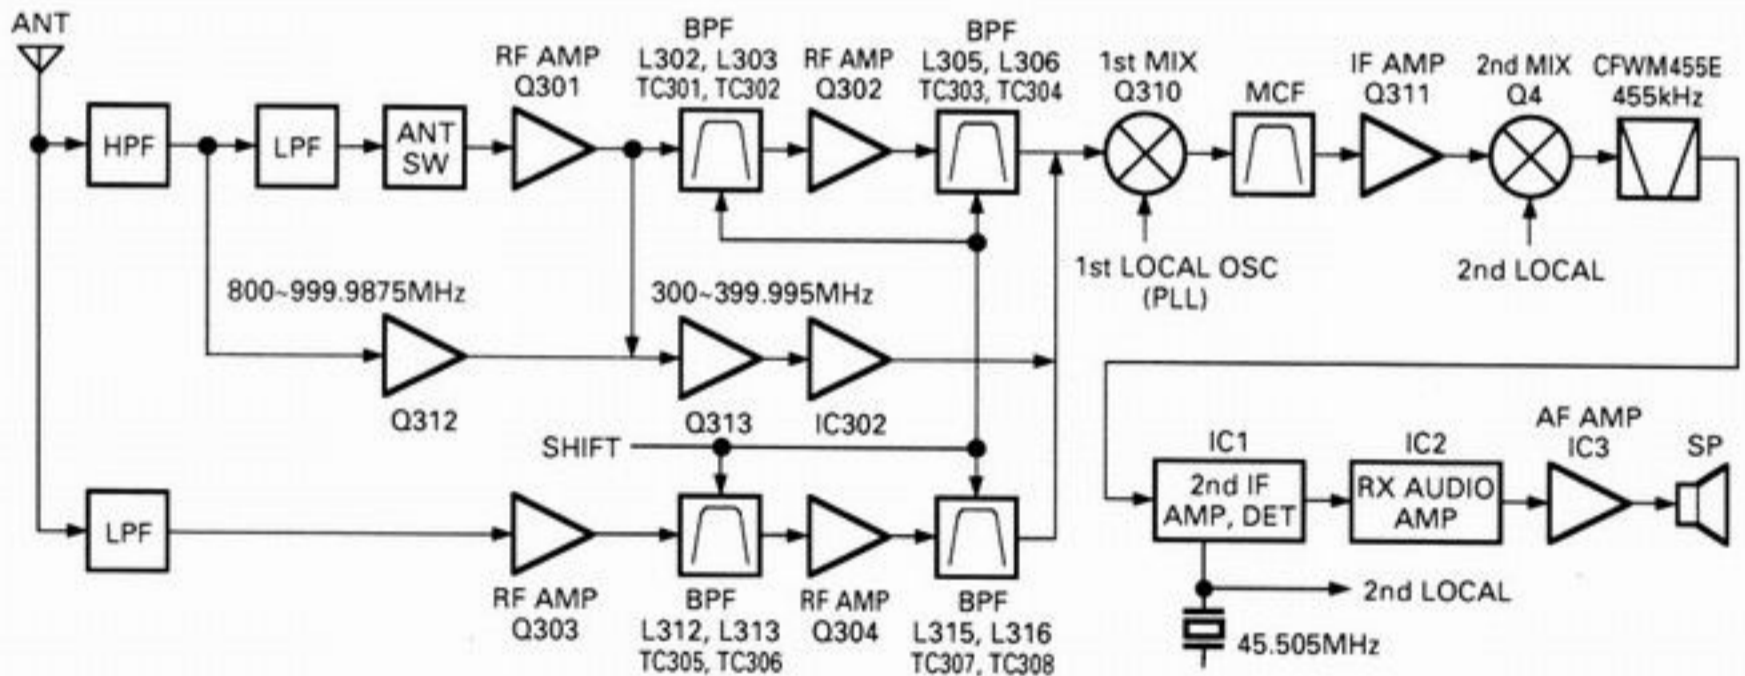 ANT
HPF
LPF
ANT
SW
RF AMP
Q301
BPF
L302, L303
TC301, TC302
RF AMP
Q302
BPF
L305, L306
TC303, TC304
1st MIX
Q310
MCF
IF AMP
Q311
2nd MIX
Q4
CFWM455E
455kHz
1st LOCAL OSC
(PLL)
2nd LOCAL
800~999.9875MHz
Q312
300~399.995MHz
Q313
IC302
SHIFT
LPF
RF AMP
Q303
BPF
L312, L313
TC305, TC306
RF AMP
Q304
BPF
L315, L316
TC307, TC308
IC1
2nd IF
AMP, DET
IC2
RX AUDIO
AMP
AF AMP
IC3
SP
2nd LOCAL
45.505MHz